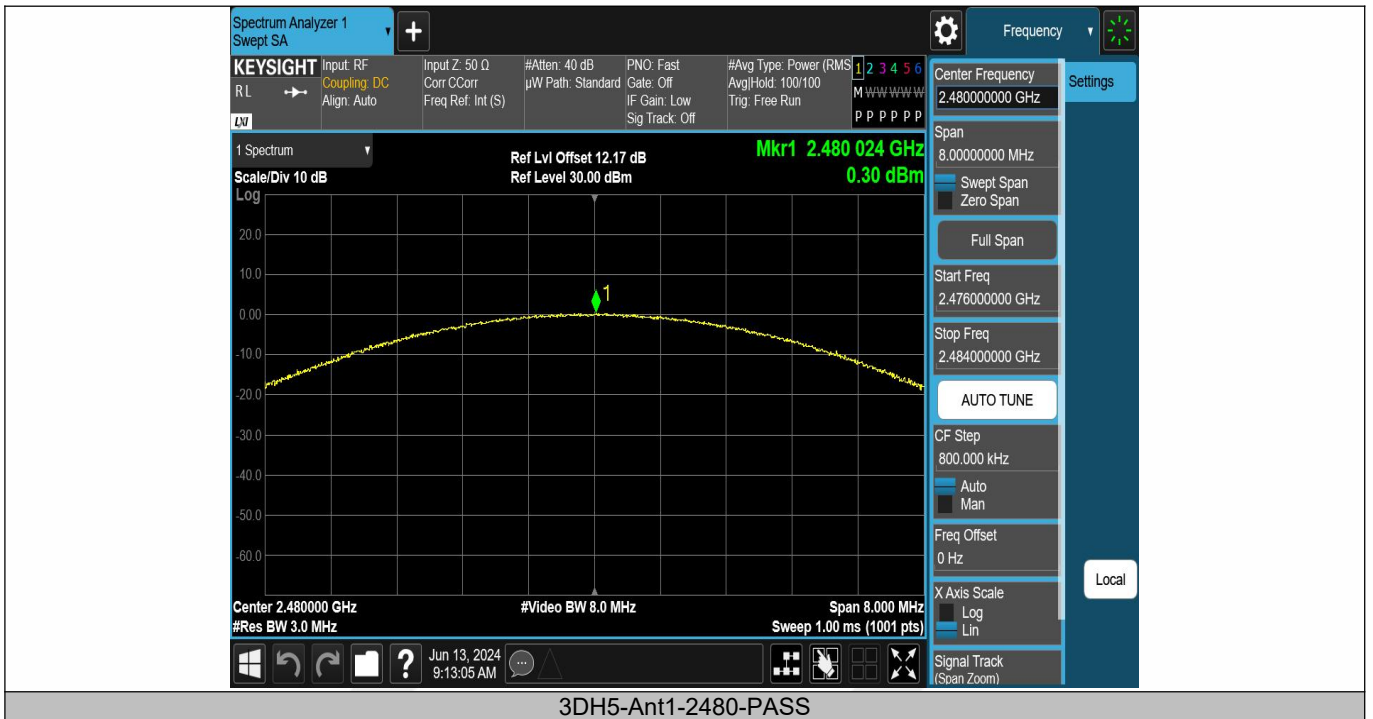 Spectrum Analyzer 1
Swept SA
+
Frequency
KEYSIGHT
RL
LXI
Input: RF
Coupling: DC
Align: Auto
Input Z: 50 Ω
Corr CCorr
Freq Ref: Int (S)
#Atten: 40 dB
µW Path: Standard
PNO: Fast
Gate: Off
IF Gain: Low
Sig Track: Off
#Avg Type: Power (RMS
Avg|Hold: 100/100
Trig: Free Run
1 2 3 4 5 6
M W W W W W
P P P P P P
1 Spectrum
Scale/Div 10 dB
Log
Ref Lvl Offset 12.17 dB
Ref Level 30.00 dBm
Mkr1 2.480 024 GHz
0.30 dBm
20.0
10.0
0.00
-10.0
-20.0
-30.0
-40.0
-50.0
-60.0
1
Center 2.480000 GHz
#Video BW 8.0 MHz
Span 8.000 MHz
#Res BW 3.0 MHz
Sweep 1.00 ms (1001 pts)
?
Jun 13, 2024
9:13:05 AM
Center Frequency
2.480000000 GHz
Settings
Span
8.00000000 MHz
Swept Span
Zero Span
Full Span
Start Freq
2.476000000 GHz
Stop Freq
2.484000000 GHz
AUTO TUNE
CF Step
800.000 kHz
Auto
Man
Freq Offset
0 Hz
Local
X Axis Scale
Log
Lin
Signal Track
(Span Zoom)
3DH5-Ant1-2480-PASS